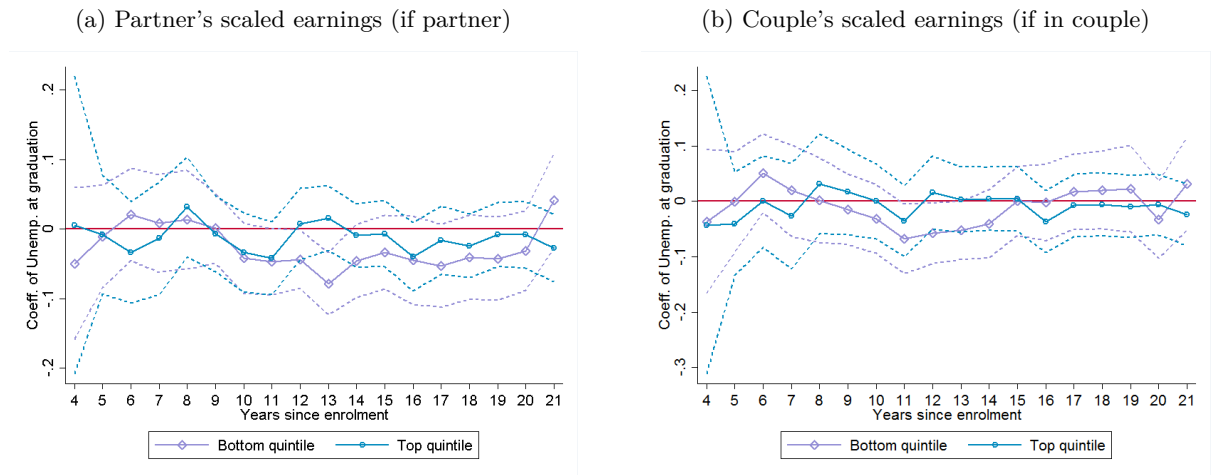 (a) Partner's scaled earnings (if partner)
Coeff. of Unemp. at graduation
.2
.1
0
-.1
-.2
4 5 6 7 8 9 10 11 12 13 14 15 16 17 18 19 20 21
Years since enrolment
Bottom quintile Top quintile
(b) Couple's scaled earnings (if in couple)
Coeff. of Unemp. at graduation
.2
.1
0
-.1
-.2
-.3
4 5 6 7 8 9 10 11 12 13 14 15 16 17 18 19 20 21
Years since enrolment
Bottom quintile Top quintile